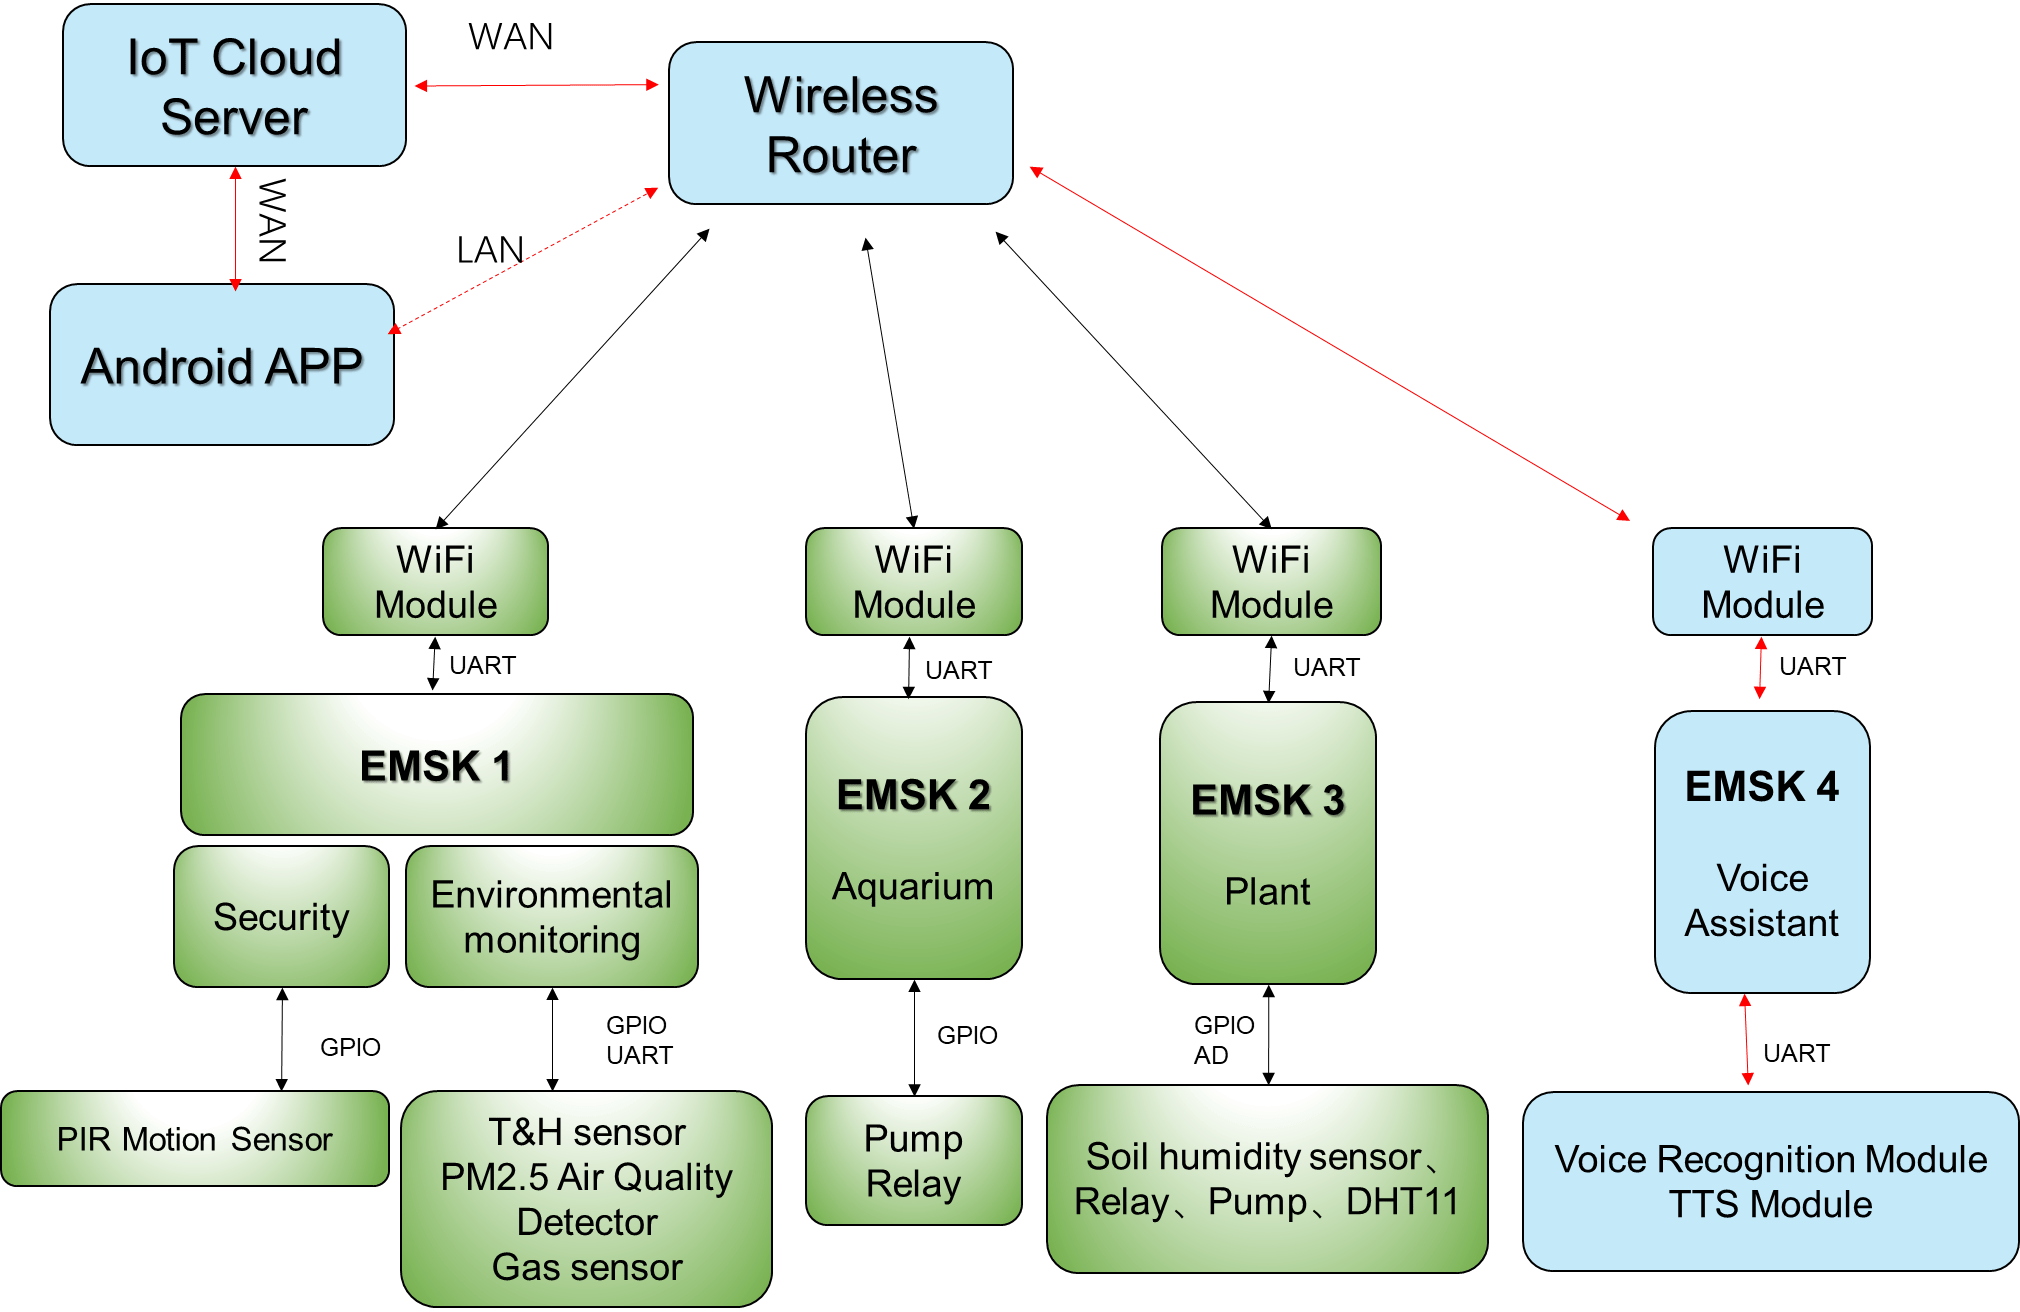 IoT Cloud
Server
WAN
Wireless
Router
WAN
LAN
Android APP
WiFi
Module
WiFi
Module
WiFi
Module
WiFi
Module
UART
UART
UART
UART
EMSK 1
EMSK 2
Aquarium
EMSK 3
Plant
EMSK 4
Voice
Assistant
Security
Environmental
monitoring
GPIO
GPIO
UART
GPIO
GPIO
AD
UART
PIR Motion Sensor
T&H sensor
PM2.5 Air Quality
Detector
Gas sensor
Pump
Relay
Soil humidity sensor、
Relay、Pump、DHT11
Voice Recognition Module
TTS Module